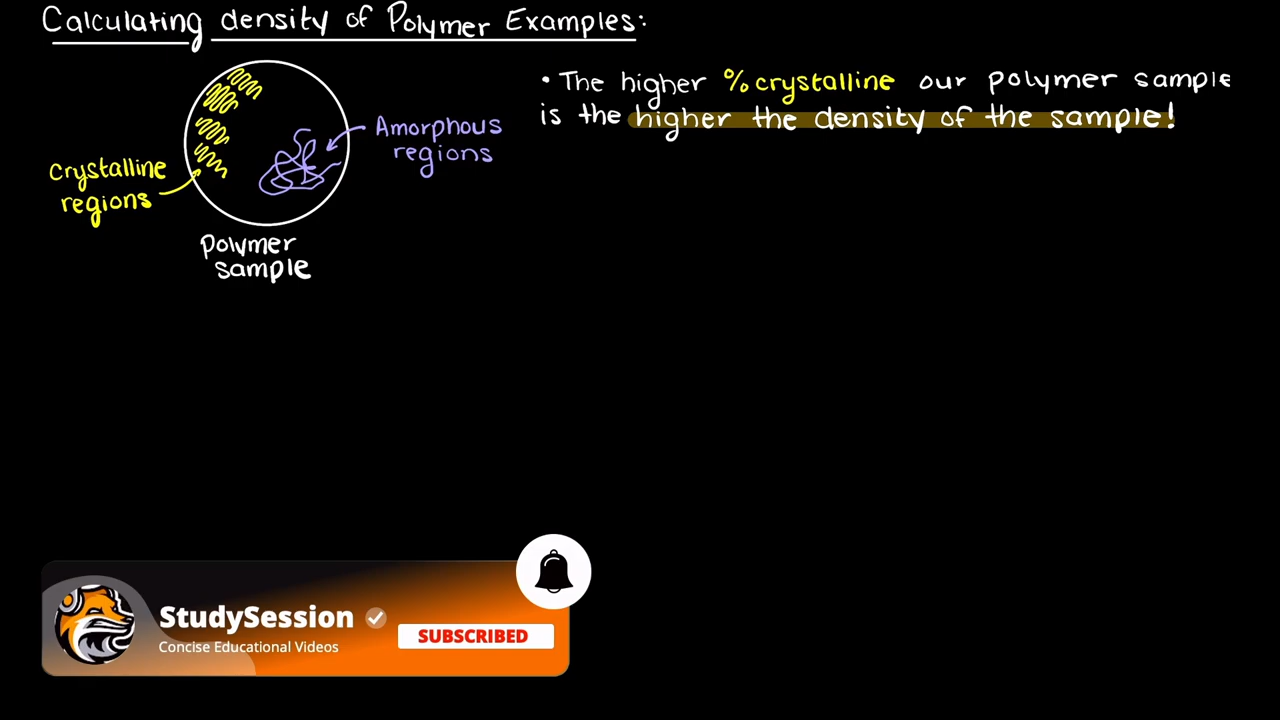 Calculating density of Polymer Examples:
• The higher % crystalline our polymer sample
is the higher the density of the sample!
Amorphous
regions
crystalline
regions
polymer
sample
StudySession
Concise Educational Videos
SUBSCRIBED